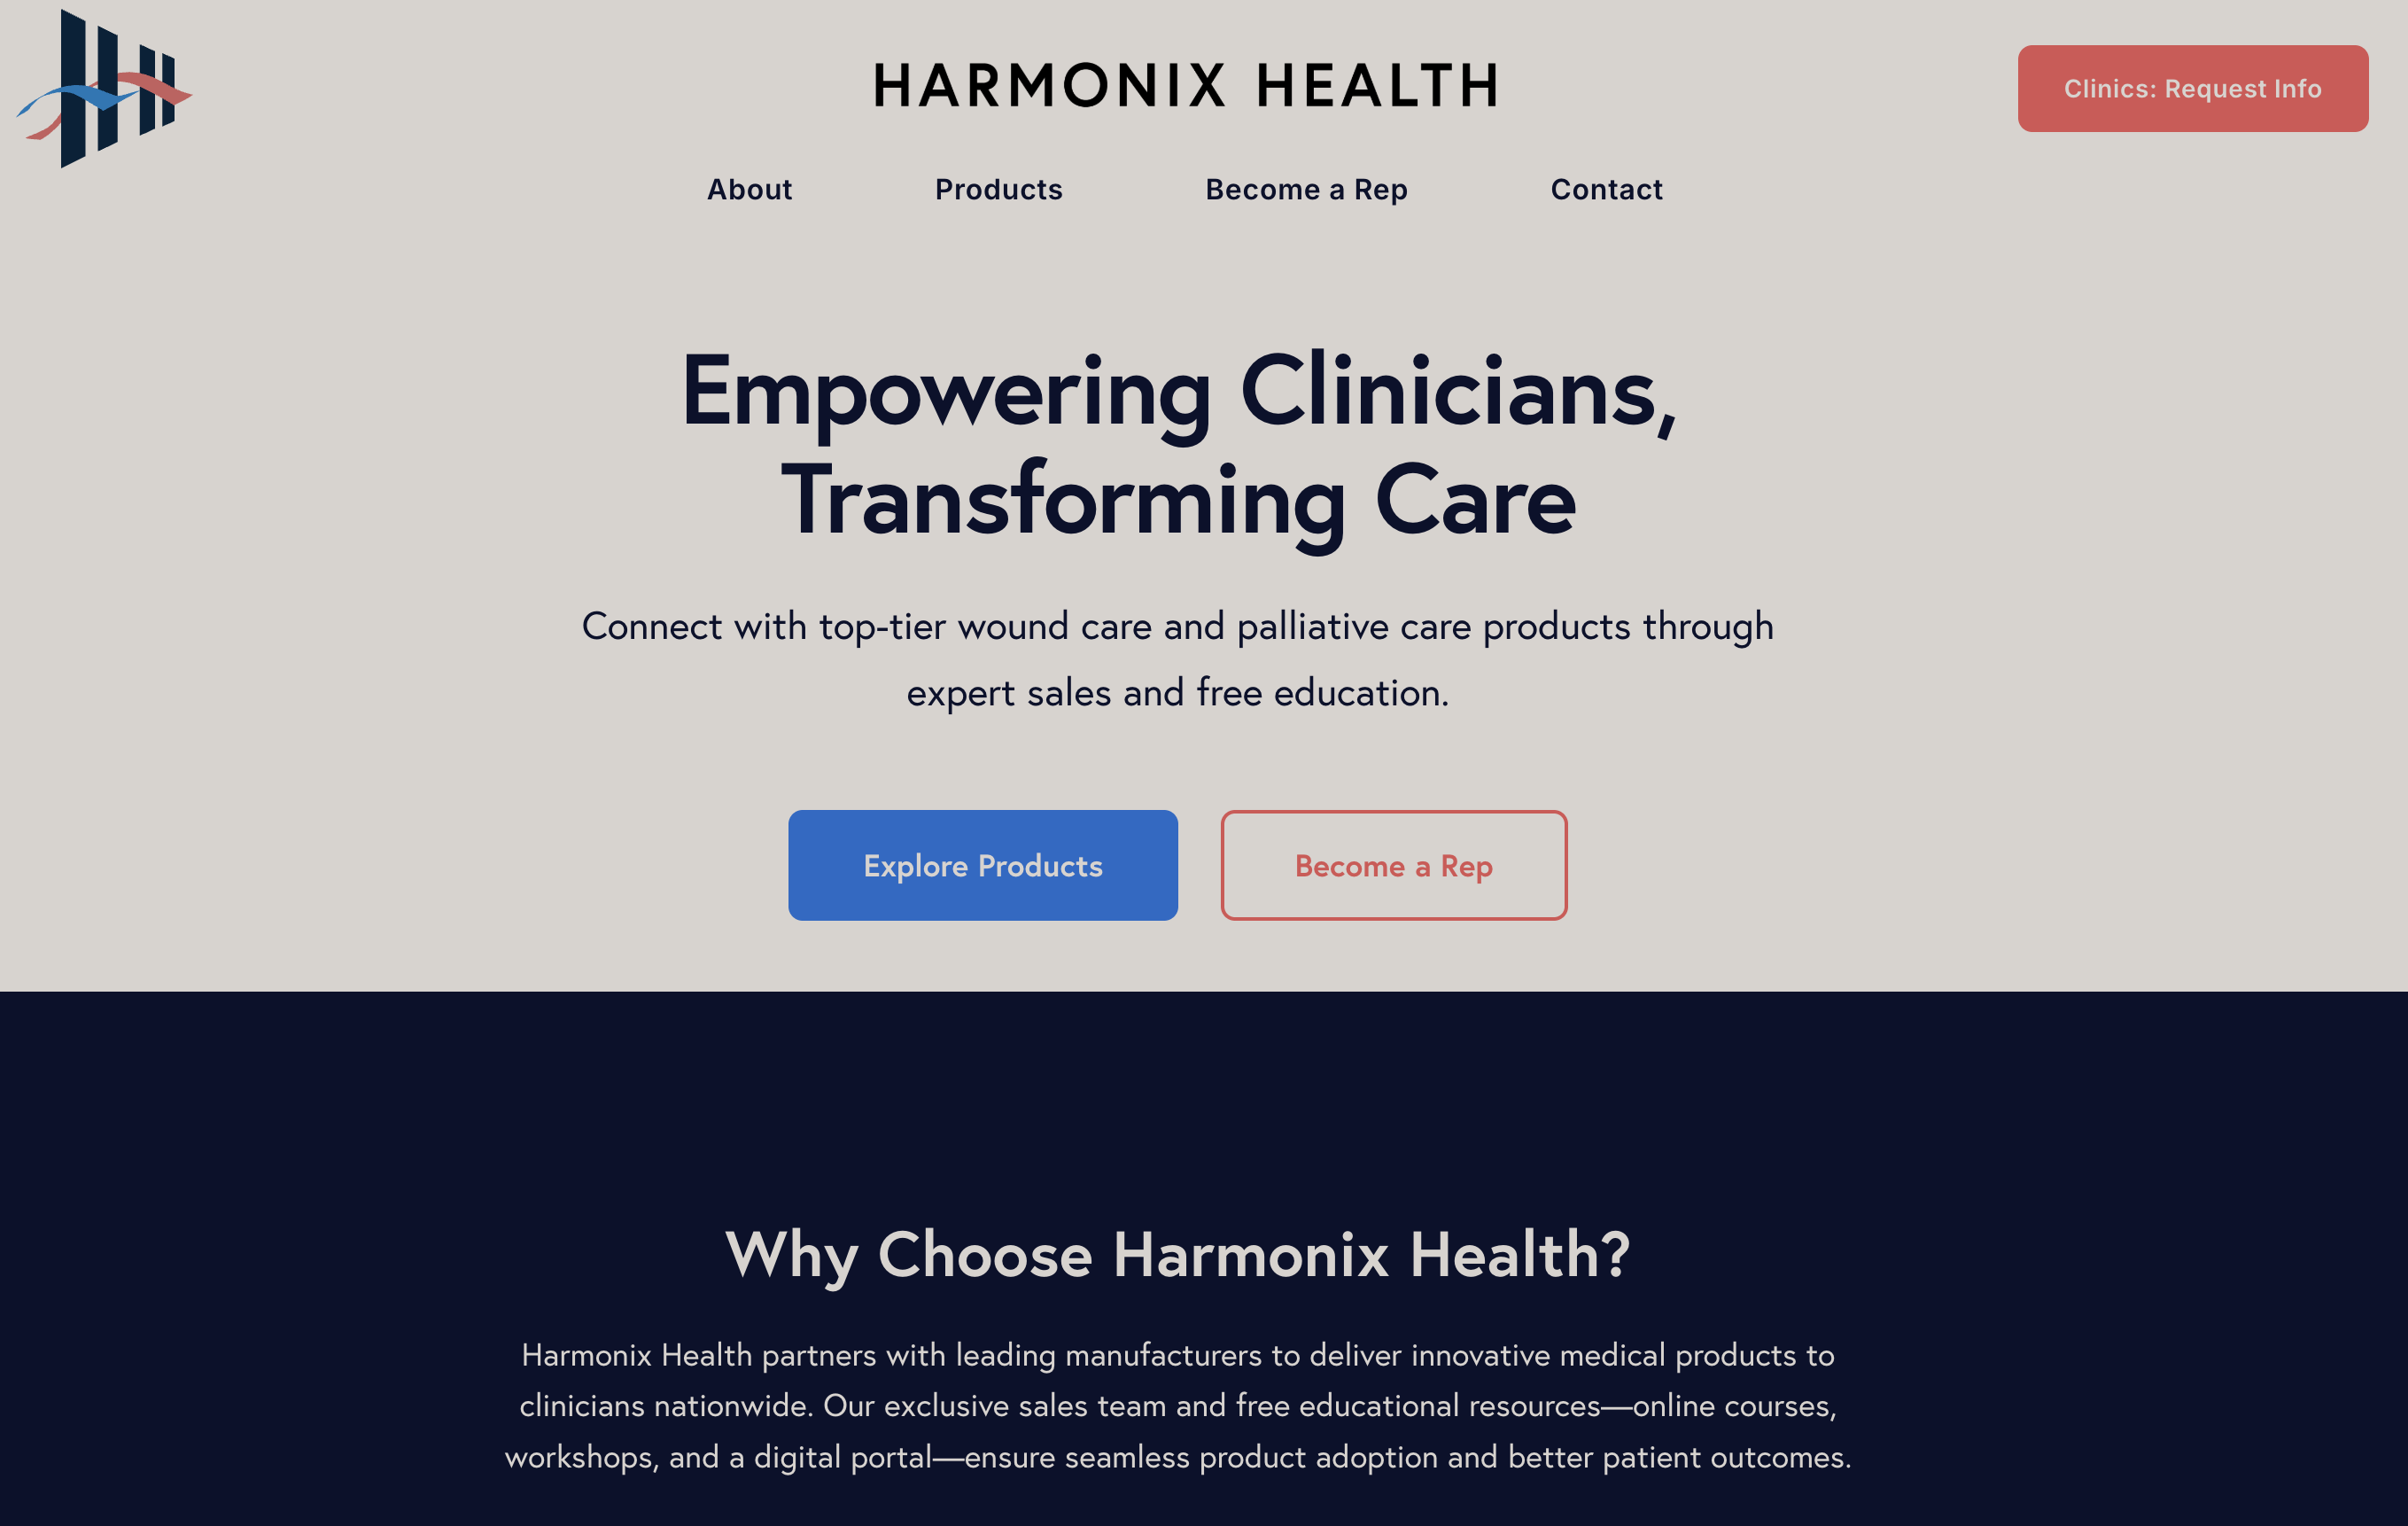 HARMONIX HEALTH
Clinics: Request Info
About
Products
Become a Rep
Contact
Empowering Clinicians,
Transforming Care
Connect with top-tier wound care and palliative care products through
expert sales and free education.
Explore Products
Become a Rep
Why Choose Harmonix Health?
Harmonix Health partners with leading manufacturers to deliver innovative medical products to
clinicians nationwide. Our exclusive sales team and free educational resources—online courses,
workshops, and a digital portal—ensure seamless product adoption and better patient outcomes.